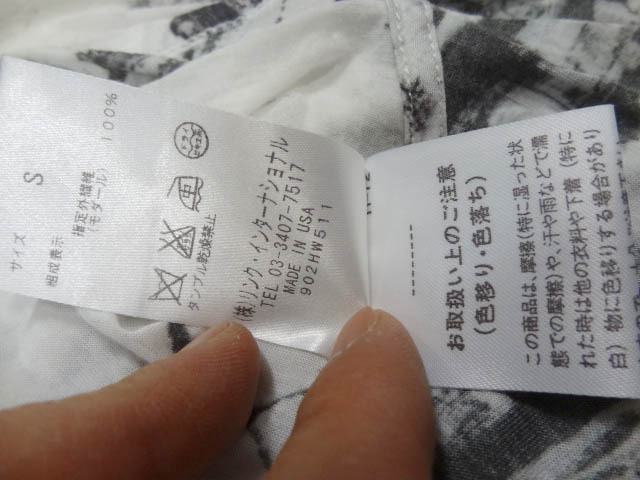 サイズ
S
組成表示
指定外繊維
(モダール)
100%
ドライ
タンブル乾燥禁止
(株)リンク・インターナショナル
TEL 03-3407-7517
MADE IN USA
902HW511
--------
お取扱い上のご注意
(色移り・色落ち)
この商品は、摩擦(特に湿った状
態での摩擦)や、汗や雨などで濡
れた時は他の衣料や下着(特に
白)物に色移りする場合があり